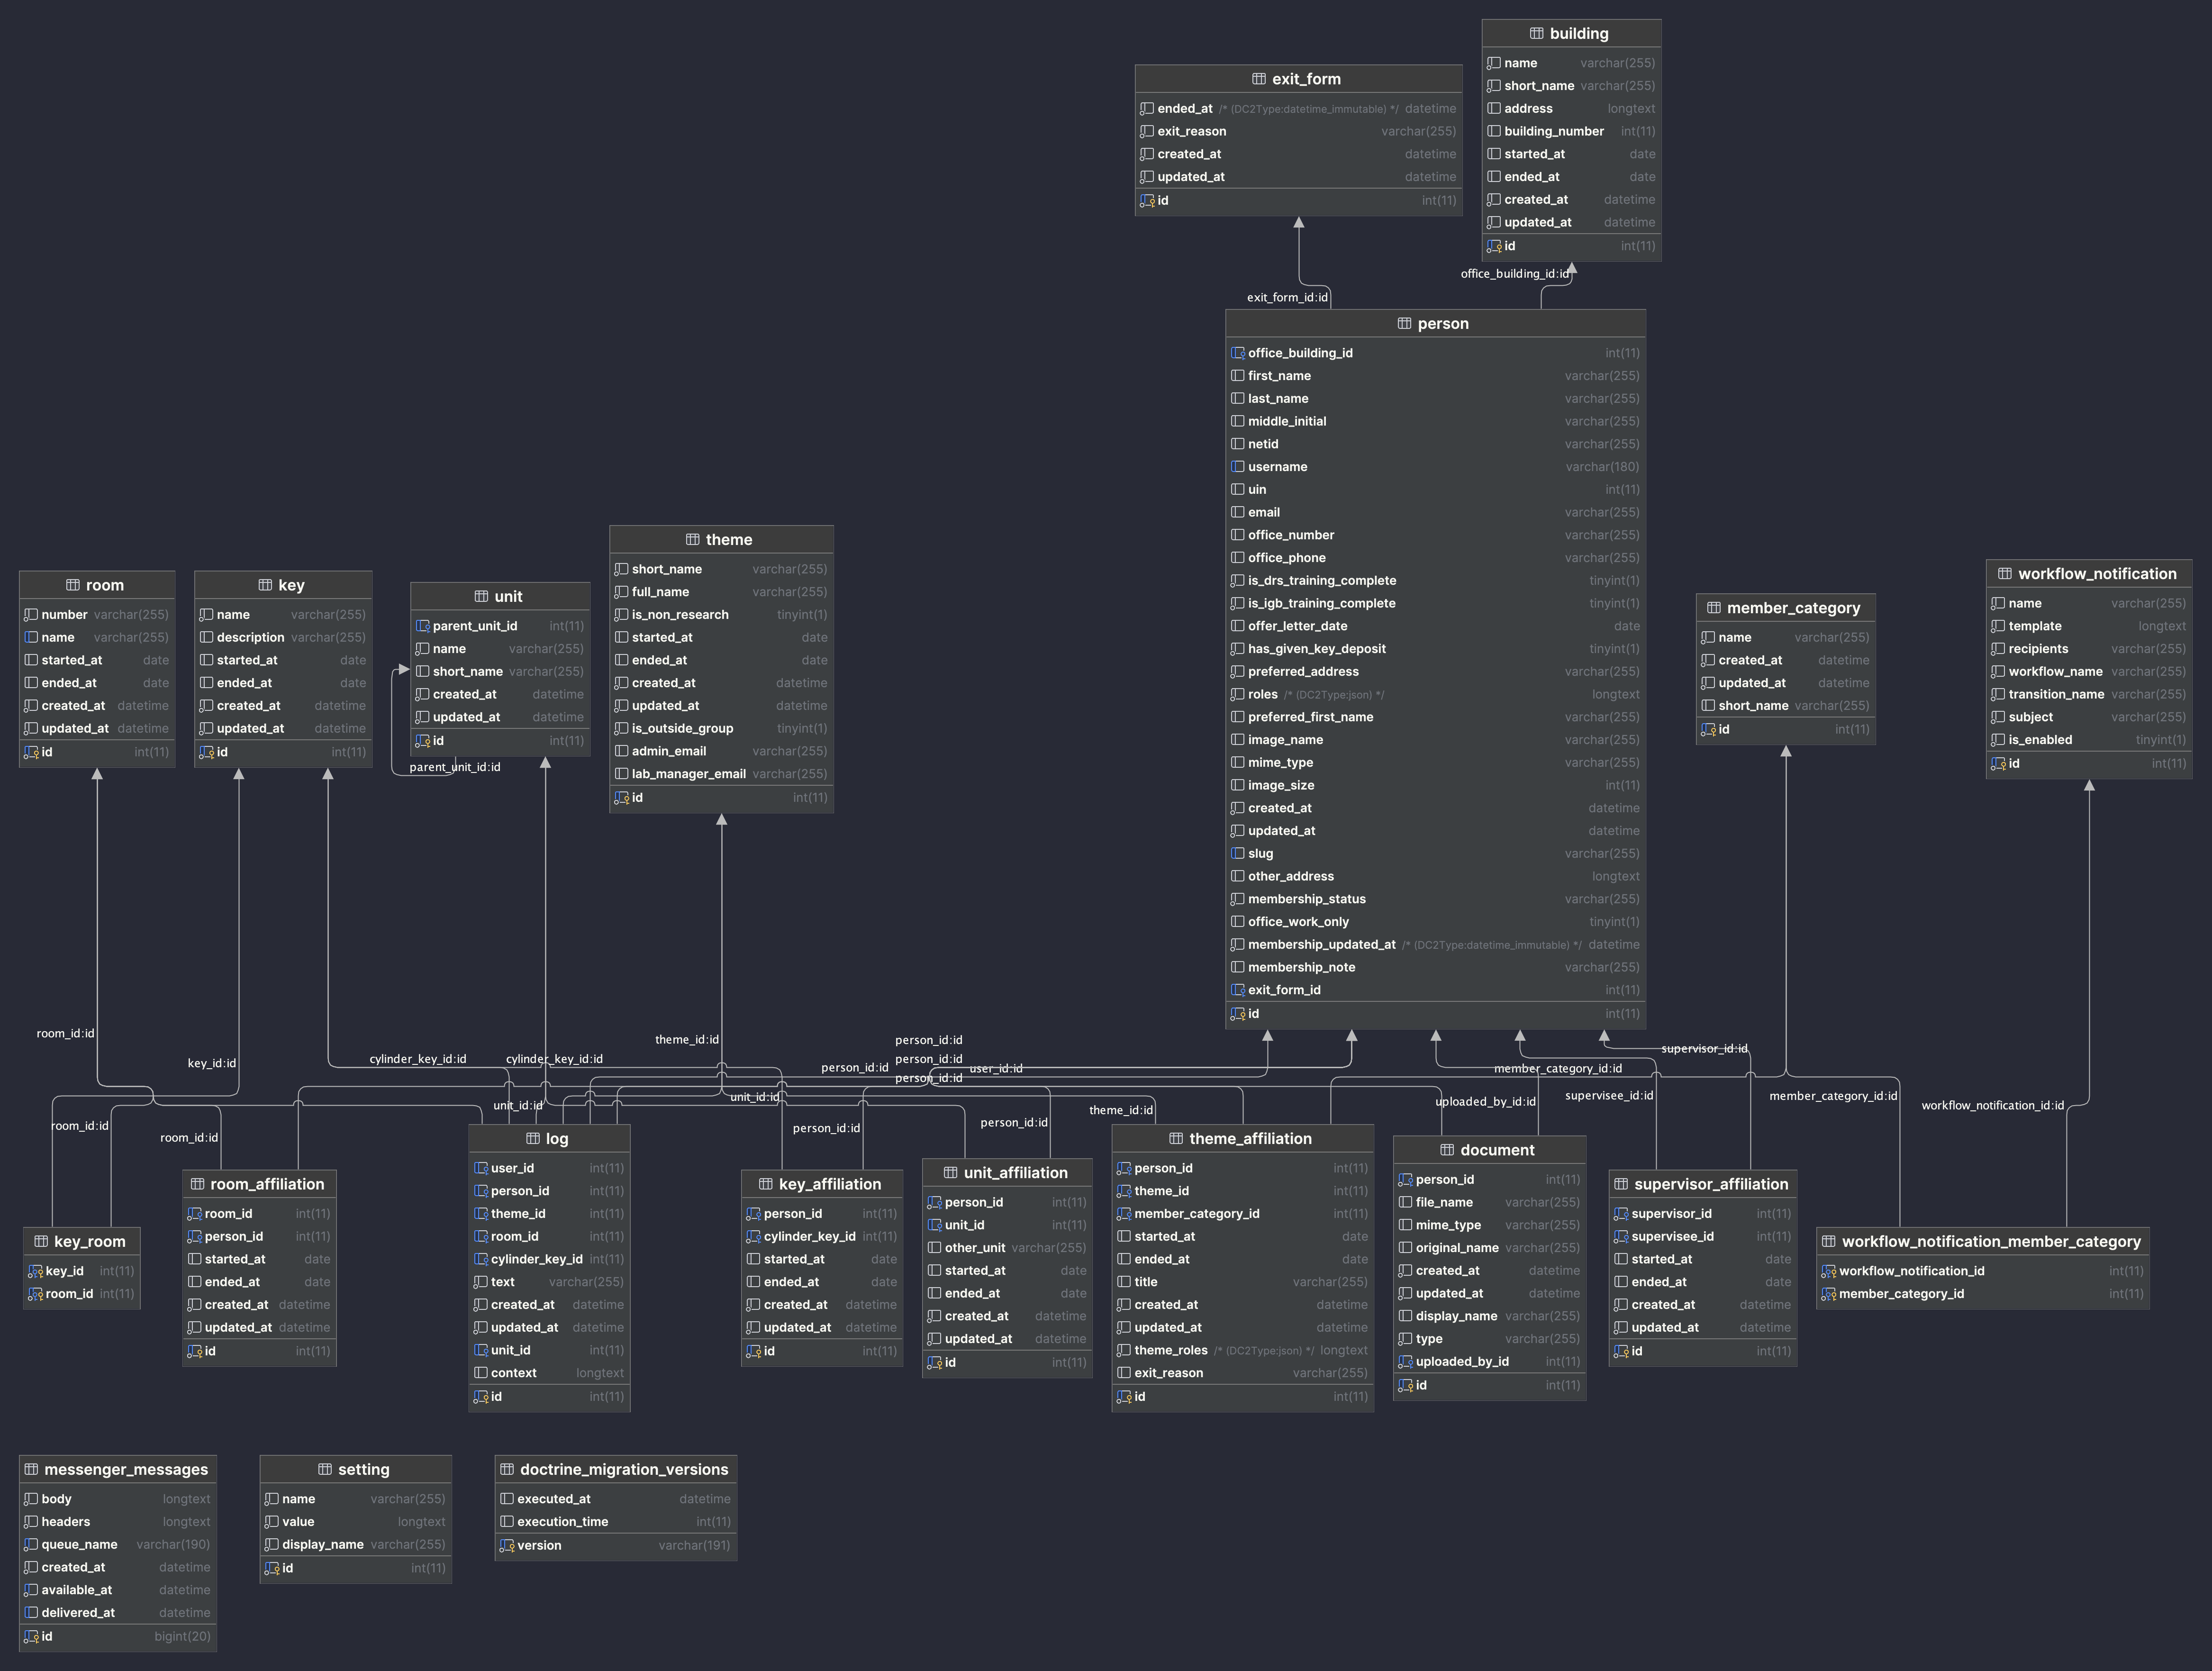 building
name varchar(255)
short_name varchar(255)
address longtext
building_number int(11)
started_at date
ended_at date
created_at datetime
updated_at datetime
id int(11)
exit_form
ended_at /* (DC2Type:datetime_immutable) */ datetime
exit_reason varchar(255)
created_at datetime
updated_at datetime
id int(11)
office_building_id:id
exit_form_id:id
person
office_building_id int(11)
first_name varchar(255)
last_name varchar(255)
middle_initial varchar(255)
netid varchar(255)
username varchar(180)
uin int(11)
email varchar(255)
office_number varchar(255)
office_phone varchar(255)
is_drs_training_complete tinyint(1)
is_igb_training_complete tinyint(1)
offer_letter_date date
has_given_key_deposit tinyint(1)
preferred_address varchar(255)
roles /* (DC2Type:json) */ longtext
preferred_first_name varchar(255)
image_name varchar(255)
mime_type varchar(255)
image_size int(11)
created_at datetime
updated_at datetime
slug varchar(255)
other_address longtext
membership_status varchar(255)
office_work_only tinyint(1)
membership_updated_at /* (DC2Type:datetime_immutable) */ datetime
membership_note varchar(255)
exit_form_id int(11)
id int(11)
room
number varchar(255)
name varchar(255)
started_at date
ended_at date
created_at datetime
updated_at datetime
id int(11)
key
name varchar(255)
description varchar(255)
started_at date
ended_at date
created_at datetime
updated_at datetime
id int(11)
unit
parent_unit_id int(11)
name varchar(255)
short_name varchar(255)
created_at datetime
updated_at datetime
id int(11)
parent_unit_id:id
theme
short_name varchar(255)
full_name varchar(255)
is_non_research tinyint(1)
started_at date
ended_at date
created_at datetime
updated_at datetime
is_outside_group tinyint(1)
admin_email varchar(255)
lab_manager_email varchar(255)
id int(11)
member_category
name varchar(255)
created_at datetime
updated_at datetime
short_name varchar(255)
id int(11)
workflow_notification
name varchar(255)
template longtext
recipients varchar(255)
workflow_name varchar(255)
transition_name varchar(255)
subject varchar(255)
is_enabled tinyint(1)
id int(11)
room_id:id
key_id:id
cylinder_key_id:id
cylinder_key_id:id
theme_id:id
person_id:id
person_id:id
person_id:id
person_id:id
user_id:id
supervisor_id:id
member_category_id:id
room_id:id
room_id:id
unit_id:id
unit_id:id
person_id:id
person_id:id
theme_id:id
uploaded_by_id:id
supervisee_id:id
member_category_id:id
workflow_notification_id:id
key_room
key_id int(11)
room_id int(11)
room_affiliation
room_id int(11)
person_id int(11)
started_at date
ended_at date
created_at datetime
updated_at datetime
id int(11)
log
user_id int(11)
person_id int(11)
theme_id int(11)
room_id int(11)
cylinder_key_id int(11)
text varchar(255)
created_at datetime
updated_at datetime
unit_id int(11)
context longtext
id int(11)
key_affiliation
person_id int(11)
cylinder_key_id int(11)
started_at date
ended_at date
created_at datetime
updated_at datetime
id int(11)
unit_affiliation
person_id int(11)
unit_id int(11)
other_unit varchar(255)
started_at date
ended_at date
created_at datetime
updated_at datetime
id int(11)
theme_affiliation
person_id int(11)
theme_id int(11)
member_category_id int(11)
started_at date
ended_at date
title varchar(255)
created_at datetime
updated_at datetime
theme_roles /* (DC2Type:json) */ longtext
exit_reason varchar(255)
id int(11)
document
person_id int(11)
file_name varchar(255)
mime_type varchar(255)
original_name varchar(255)
created_at datetime
updated_at datetime
display_name varchar(255)
type varchar(255)
uploaded_by_id int(11)
id int(11)
supervisor_affiliation
supervisor_id int(11)
supervisee_id int(11)
started_at date
ended_at date
created_at datetime
updated_at datetime
id int(11)
workflow_notification_member_category
workflow_notification_id int(11)
member_category_id int(11)
messenger_messages
body longtext
headers longtext
queue_name varchar(190)
created_at datetime
available_at datetime
delivered_at datetime
id bigint(20)
setting
name varchar(255)
value longtext
display_name varchar(255)
id int(11)
doctrine_migration_versions
executed_at datetime
execution_time int(11)
version varchar(191)